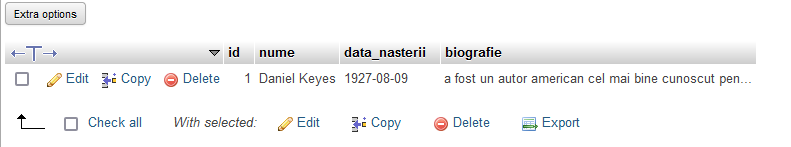 Extra options
id nume data_nasterii biografie
Edit Copy Delete 1 Daniel Keyes 1927-08-09 a fost un autor american cel mai bine cunoscut pen...
Check all With selected: Edit Copy Delete Export